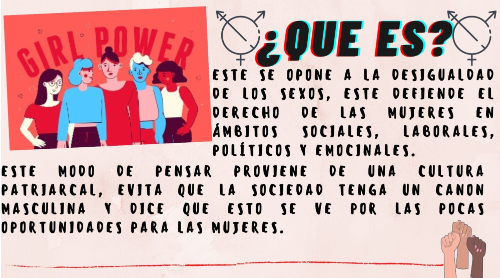 GIRL POWER
¿QUE ES?
ESTE SE OPONE A LA DESIGUALDAD
DE LOS SEXOS, ESTE DEFIENDE EL
DERECHO DE LAS MUJERES EN
ÁMBITOS SOCIALES, LABORALES,
POLÍTICOS Y EMOCINALES.
ESTE MODO DE PENSAR PROVIENE DE UNA CULTURA
PATRIARCAL, EVITA QUE LA SOCIEDAD TENGA UN CANON
MASCULINA Y DICE QUE ESTO SE VE POR LAS POCAS
OPORTUNIDADES PARA LAS MUJERES.